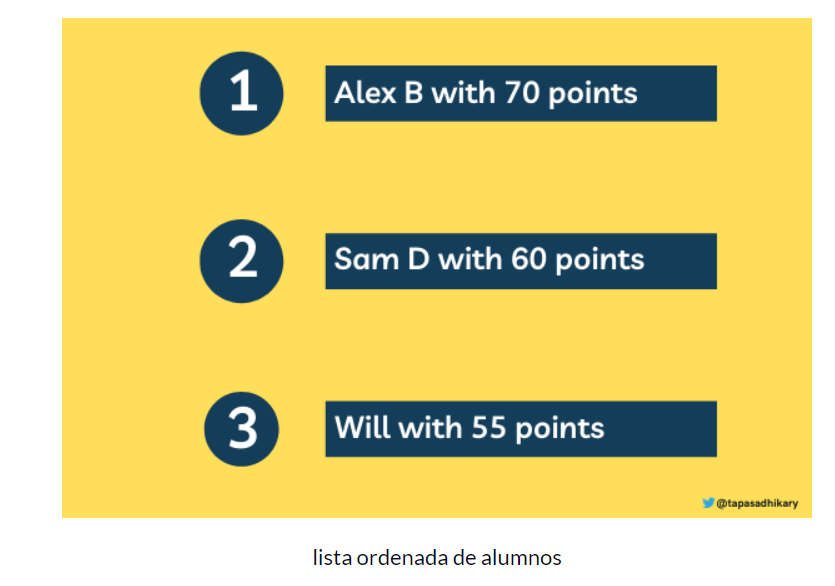 1
Alex B with 70 points
2
Sam D with 60 points
3
Will with 55 points
@tapasadhikary
lista ordenada de alumnos